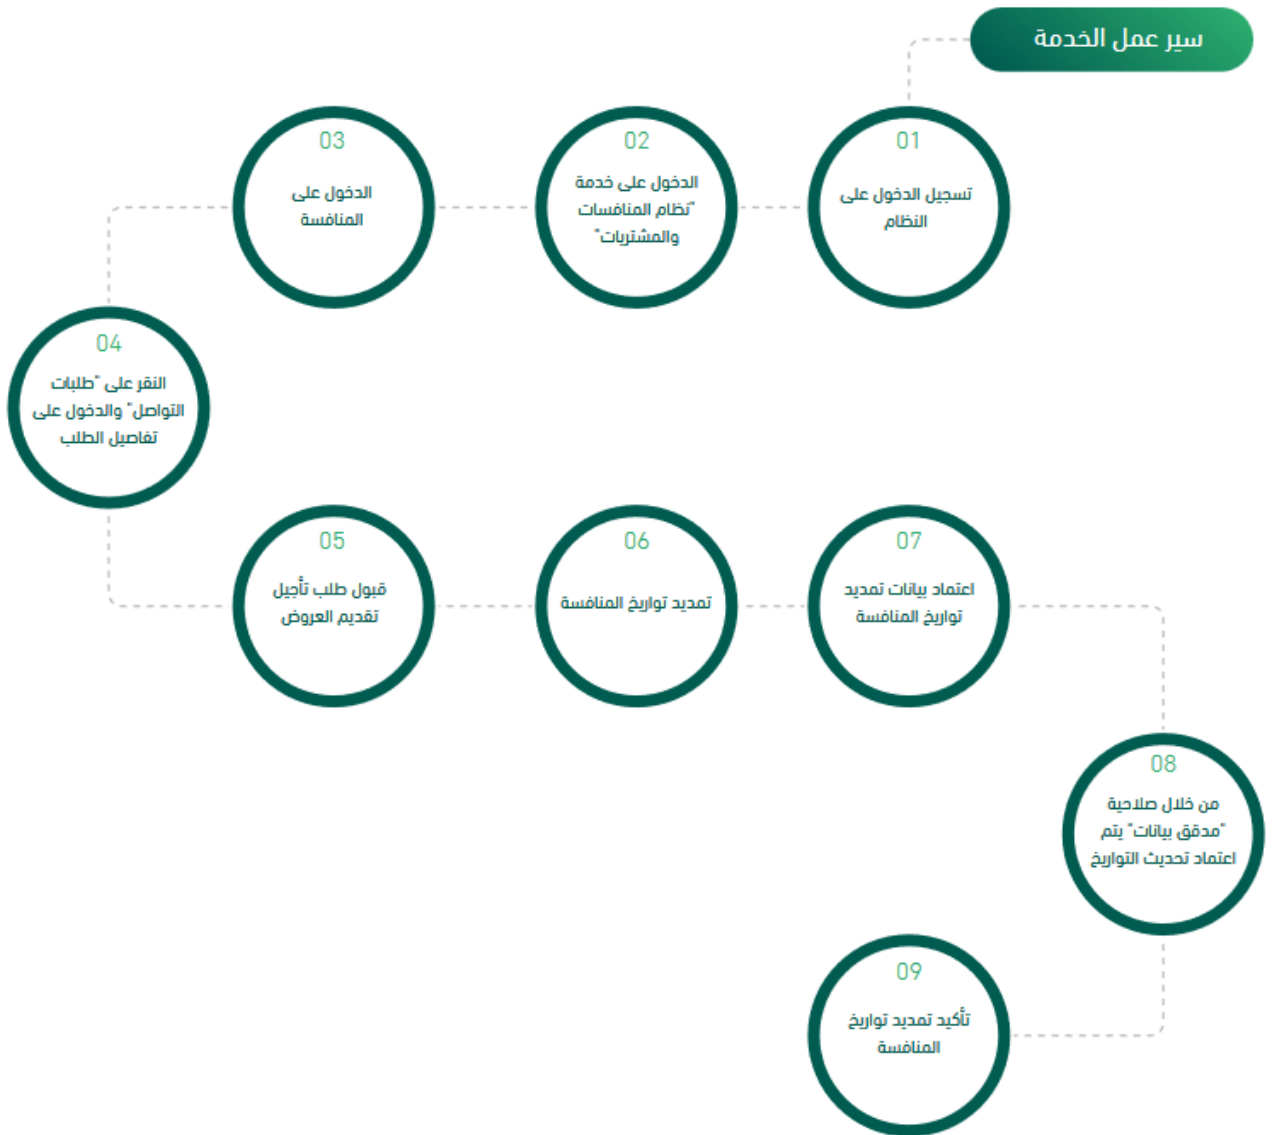 سير عمل الخدمة
01
تسجيل الدخول على
النظام
02
الدخول على خدمة
"نظام المنافسات
والمشتريات"
03
الدخول على
المنافسة
04
النقر على "طلبات
التواصل" والدخول على
تفاصيل الطلب
05
قبول طلب تأجيل
تقديم العروض
06
تمديد تواريخ المنافسة
07
اعتماد بيانات تمديد
تواريخ المنافسة
08
من خلال صلاحية
"مدقق بيانات" يتم
اعتماد تحديث التواريخ
09
تأكيد تمديد تواريخ
المنافسة